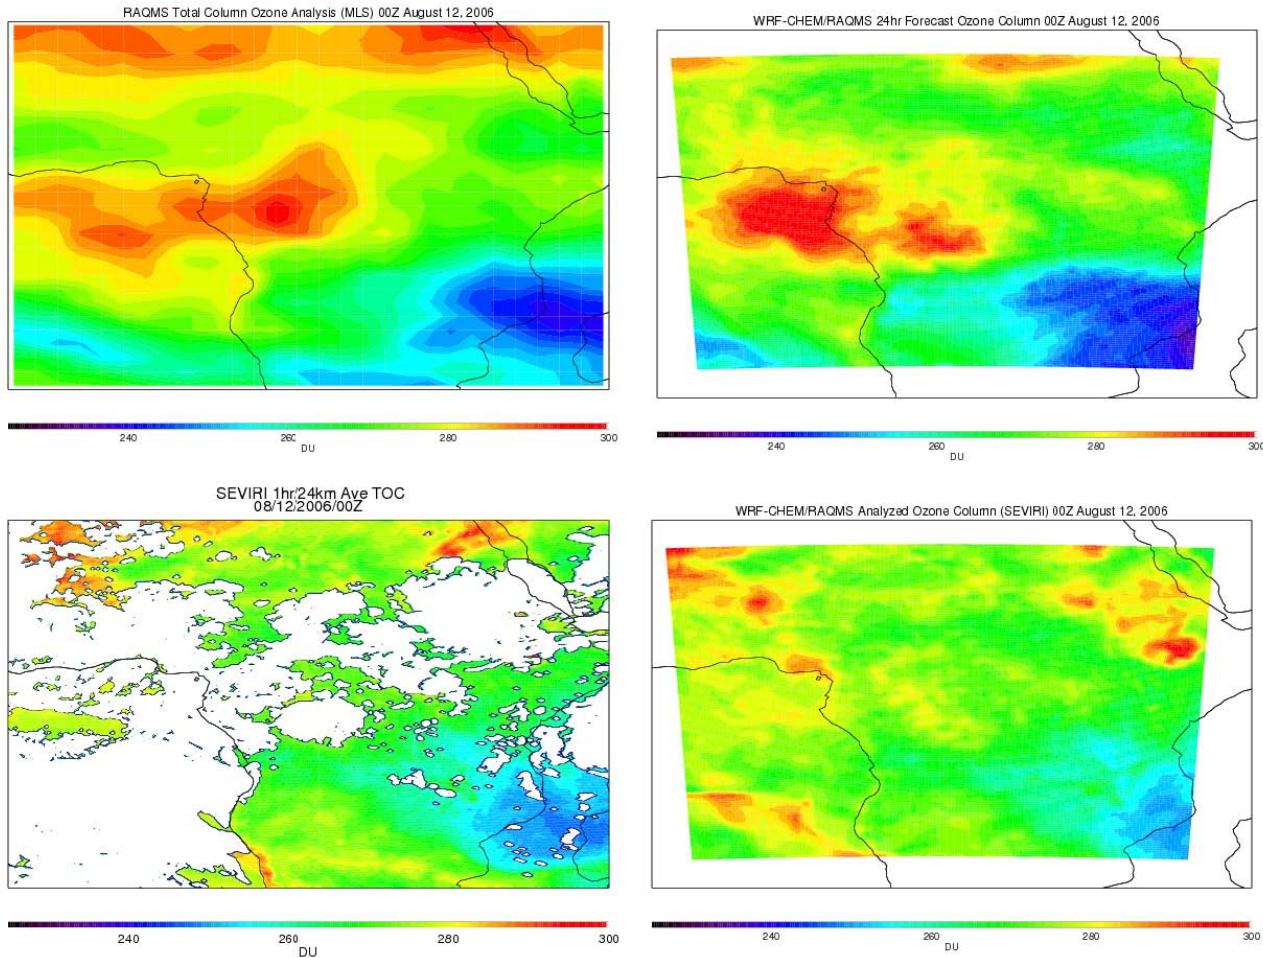 RAQMS Total Column Ozone Analysis (MLS) 00Z August 12, 2006
240 260 280 300
DU
WRF-CHEM/RAQMS 24hr Forecast Ozone Column 00Z August 12, 2006
240 260 280 300
DU
SEVIRI 1hr/24km Ave TOC
08/12/2006/00Z
240 260 280 300
DU
WRF-CHEM/RAQMS Analyzed Ozone Column (SEVIRI) 00Z August 12, 2006
240 260 280 300
DU